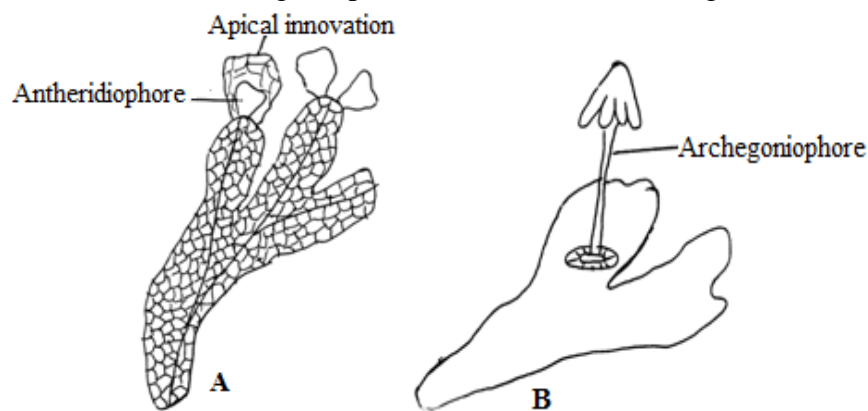 Apical innovation
Antheridiophore
Archegoniophore
A
B